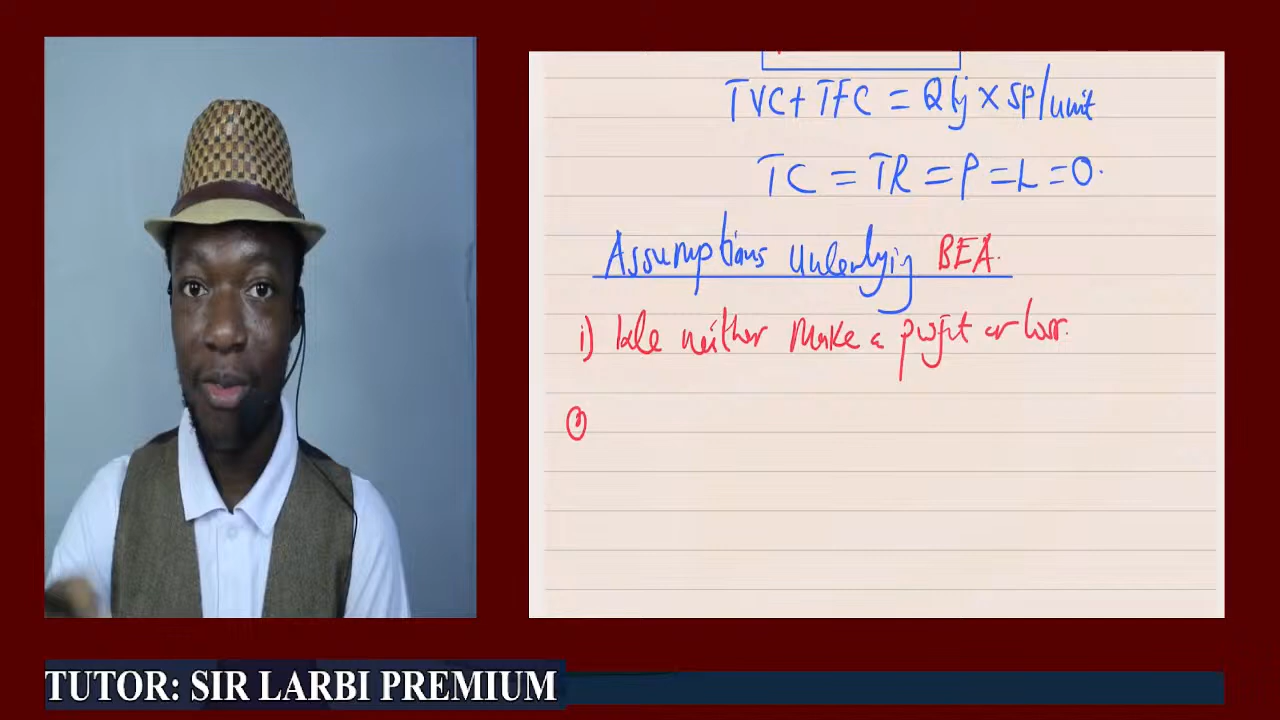 TVC + TFC = Qty × SP/unit
TC = TR = P = L = 0.
Assumptions Underlying BEA.
i) We neither make a profit or loss.
TUTOR: SIR LARBI PREMIUM